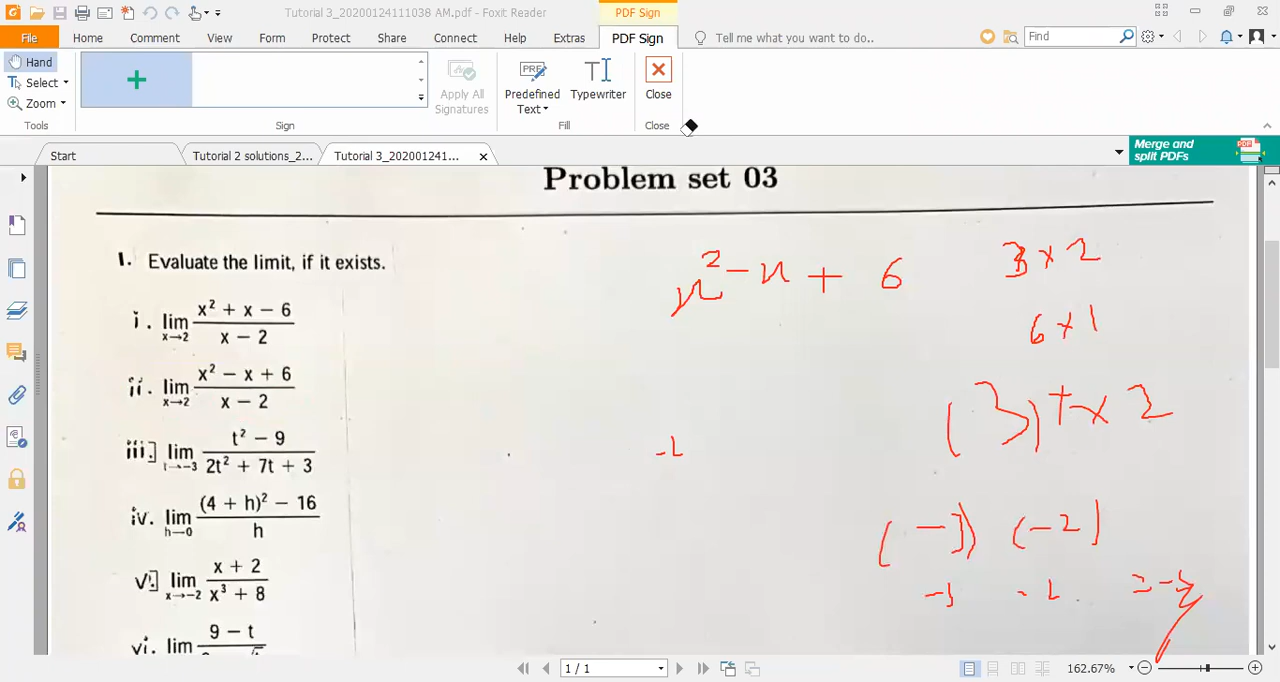 Tutorial 3_20200124111038 AM.pdf - Foxit Reader
PDF Sign
File Home Comment View Form Protect Share Connect Help Extras PDF Sign Tell me what you want to do.. Find
Hand
Select
Zoom
Tools
Sign
Apply All
Signatures
Predefined
Text
PRE
Typewriter
Fill
Close
Close
Start
Tutorial 2 solutions_2...
Tutorial 3_202001241...
Merge and
split PDFs
PDF
Problem set 03
1. Evaluate the limit, if it exists.
i. lim x→2 x² + x − 6 / x − 2
ii. lim x→2 x² − x + 6 / x − 2
iii.] lim t→−3 t² − 9 / 2t² + 7t + 3
iv. lim h→0 (4 + h)² − 16 / h
v.] lim x→−2 x + 2 / x³ + 8
vi. lim 9 − t
x² − x + 6
3 × 2
6 × 1
(3)+ × 2
(−3) (−2)
1 / 1
162.67%